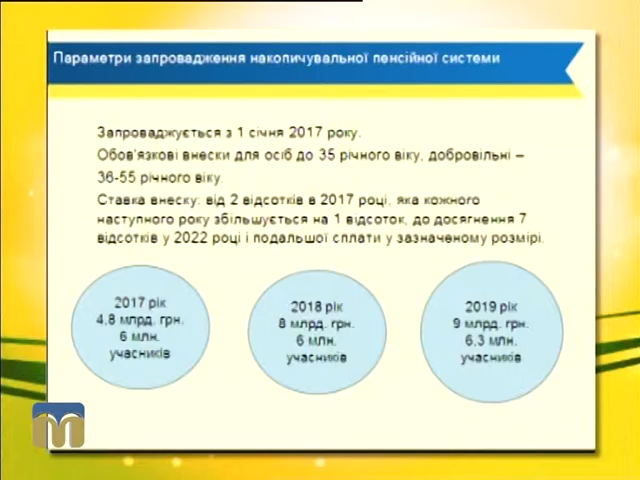 Параметри запровадження накопичувальної пенсійної системи
Запроваджується з 1 січня 2017 року.
Обов'язкові внески для осіб до 35 річного віку, добровільні –
36-55 річного віку.
Ставка внеску: від 2 відсотків в 2017 році, яка кожного
наступного року збільшується на 1 відсоток, до досягнення 7
відсотків у 2022 році і подальшої сплати у зазначеному розмірі.
2017 рік
4,8 млрд. грн.
6 млн.
учасників
2018 рік
8 млрд. грн.
6 млн.
учасників
2019 рік
9 млрд. грн.
6,3 млн.
учасників
М